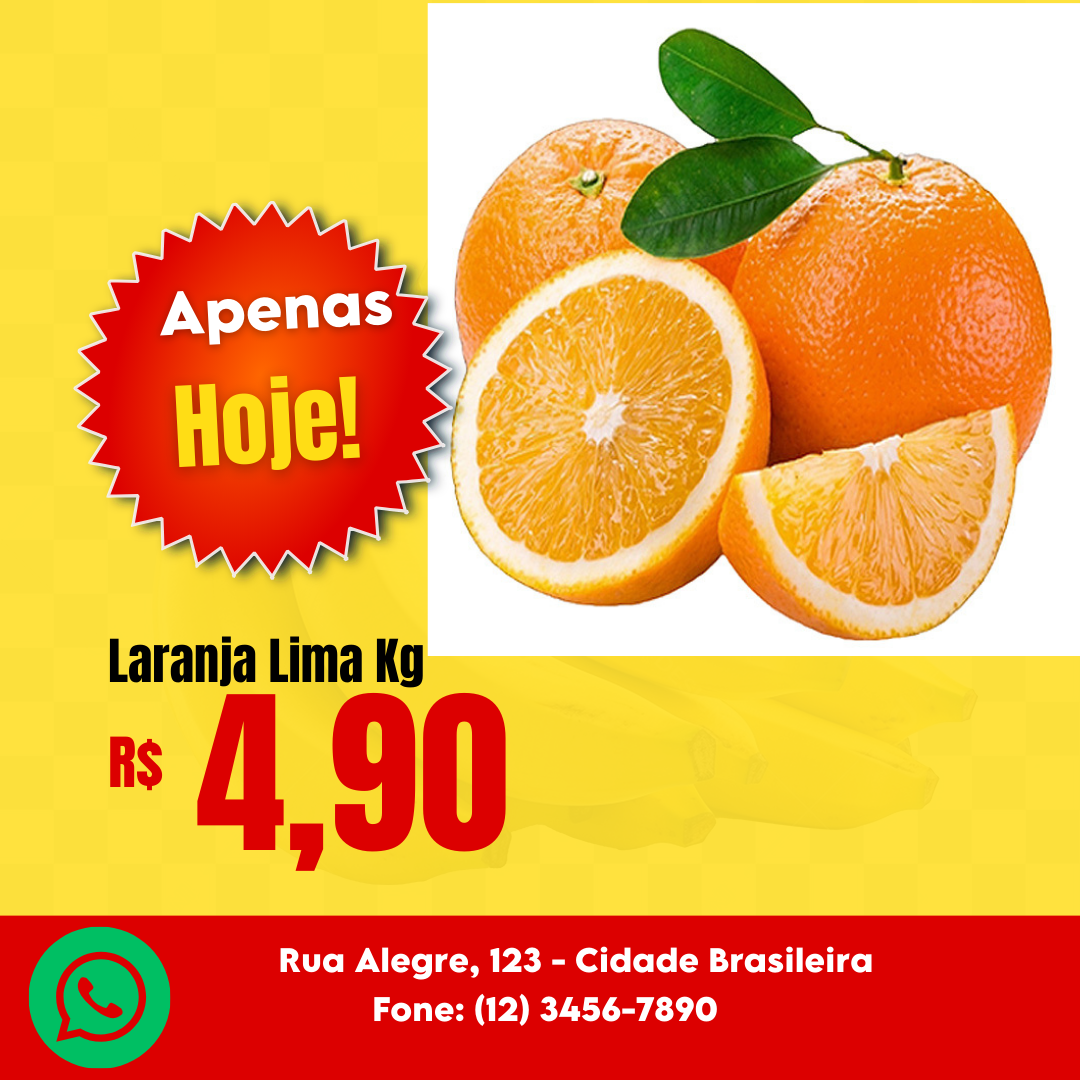 Apenas
Hoje!
Laranja Lima Kg
R$ 4,90
Rua Alegre, 123 - Cidade Brasileira
Fone: (12) 3456-7890